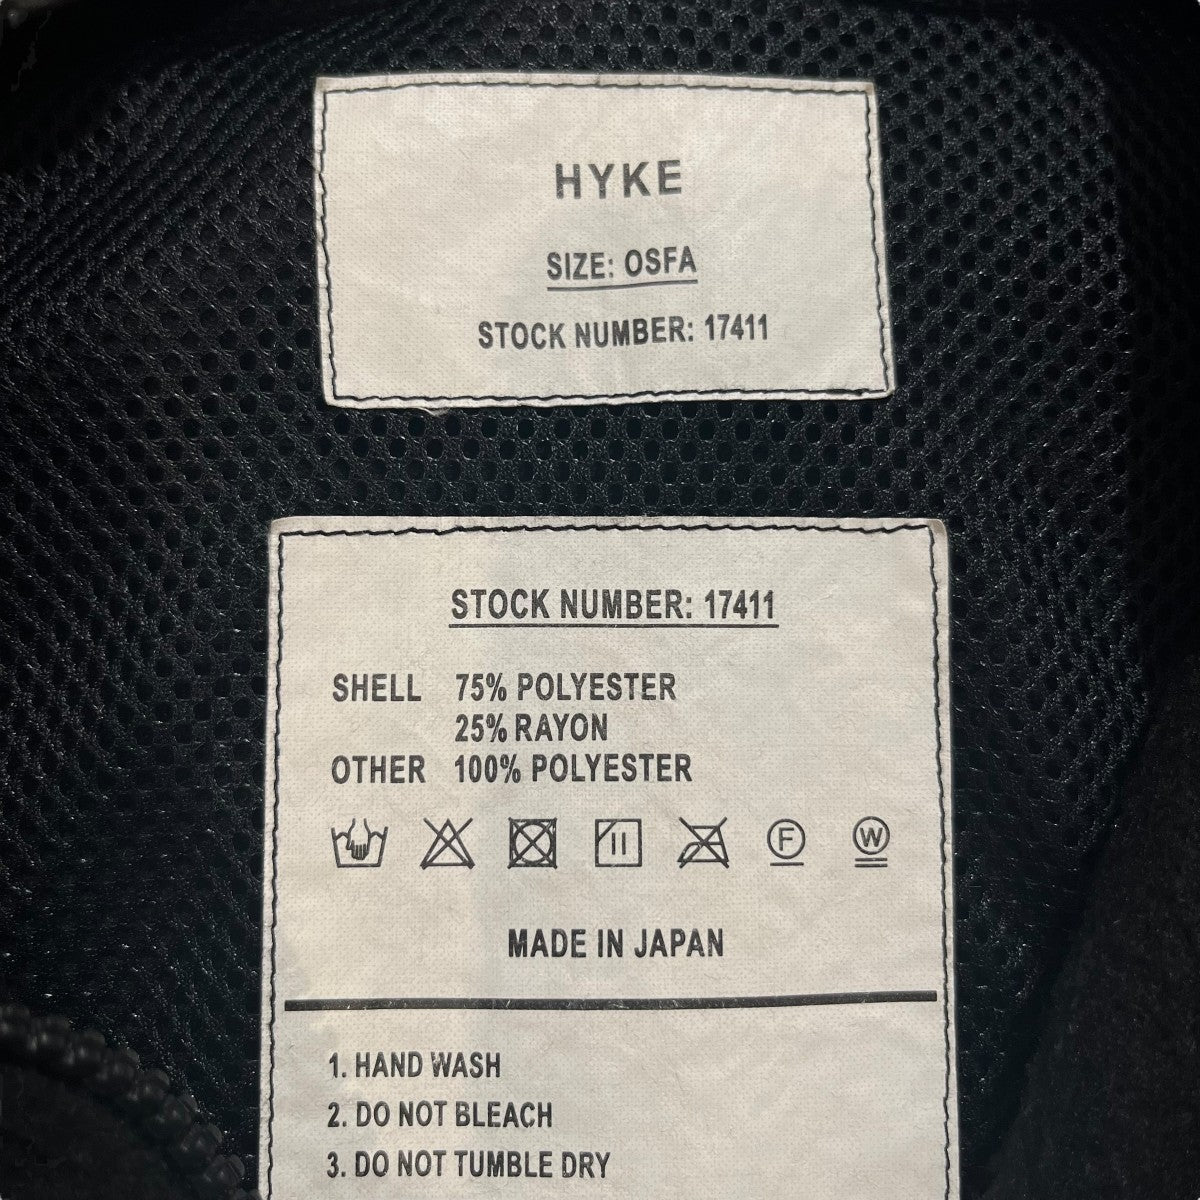 HYKE
SIZE: OSFA
STOCK NUMBER: 17411
STOCK NUMBER: 17411
SHELL 75% POLYESTER
25% RAYON
OTHER 100% POLYESTER
F W
MADE IN JAPAN
1. HAND WASH
2. DO NOT BLEACH
3. DO NOT TUMBLE DRY